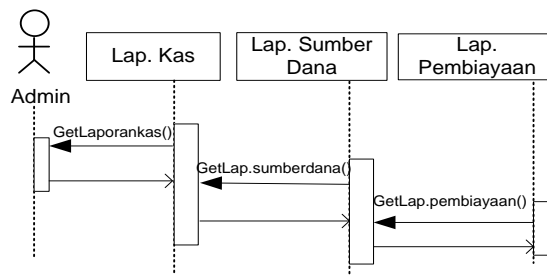 Admin
Lap. Kas
Lap. Sumber
Dana
Lap.
Pembiayaan
GetLaporankas()
GetLap.sumberdana()
GetLap.pembiayaan()